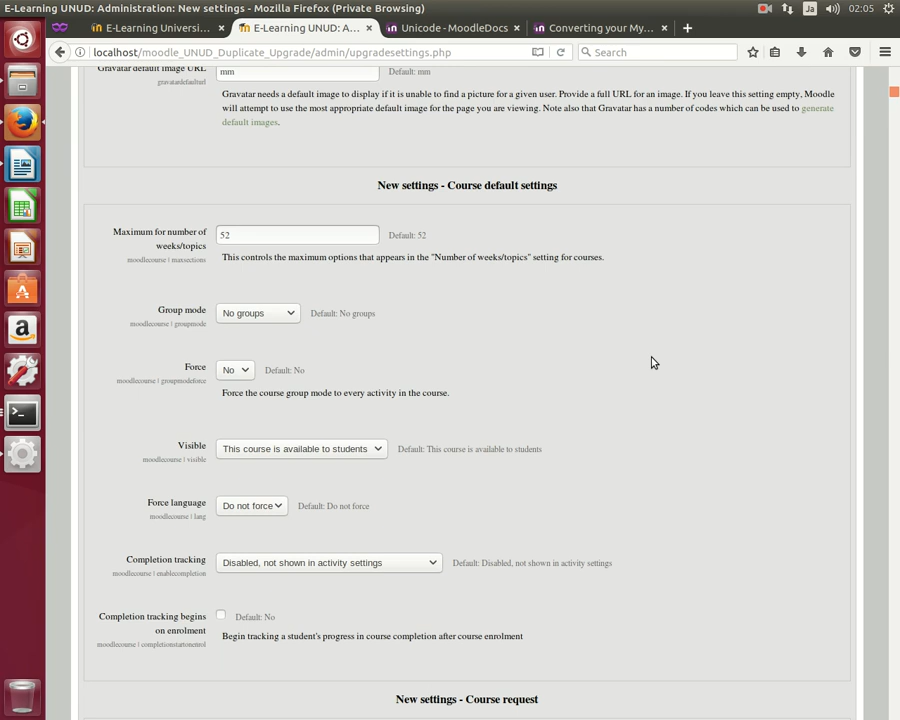 E-Learning UNUD: Administration: New settings - Mozilla Firefox (Private Browsing)
Ja
02:05
E-Learning Universi...
E-Learning UNUD: A...
Unicode - MoodleDocs
Converting your My...
localhost/moodle_UNUD_Duplicate_Upgrade/admin/upgradesettings.php
Search
Gravatar default image URL
mm
Default: mm
gravatardefaulturl
Gravatar needs a default image to display if it is unable to find a picture for a given user. Provide a full URL for an image. If you leave this setting empty, Moodle
will attempt to use the most appropriate default image for the page you are viewing. Note also that Gravatar has a number of codes which can be used to generate
default images.
New settings - Course default settings
Maximum for number of
weeks/topics
moodlecourse | maxsections
52
Default: 52
This controls the maximum options that appears in the "Number of weeks/topics" setting for courses.
Group mode
moodlecourse | groupmode
No groups
Default: No groups
Force
moodlecourse | groupmodeforce
No
Default: No
Force the course group mode to every activity in the course.
Visible
moodlecourse | visible
This course is available to students
Default: This course is available to students
Force language
moodlecourse | lang
Do not force
Default: Do not force
Completion tracking
moodlecourse | enablecompletion
Disabled, not shown in activity settings
Default: Disabled, not shown in activity settings
Completion tracking begins
on enrolment
moodlecourse | completionstartonenrol
Default: No
Begin tracking a student's progress in course completion after course enrolment
New settings - Course request